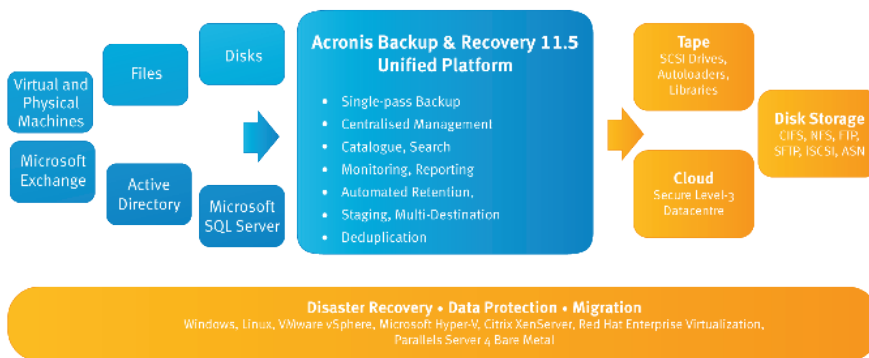 Virtual and
Physical
Machines
Files
Disks
Microsoft
Exchange
Active
Directory
Microsoft
SQL Server
Acronis Backup & Recovery 11.5
Unified Platform
• Single-pass Backup
• Centralised Management
• Catalogue, Search
• Monitoring, Reporting
• Automated Retention,
• Staging, Multi-Destination
• Deduplication
Tape
SCSI Drives,
Autoloaders,
Libraries
Disk Storage
CIFS, NFS, FTP,
SFTP, iSCSI, ASN
Cloud
Secure Level-3
Datacentre
Disaster Recovery • Data Protection • Migration
Windows, Linux, VMware vSphere, Microsoft Hyper-V, Citrix XenServer, Red Hat Enterprise Virtualization,
Parallels Server 4 Bare Metal